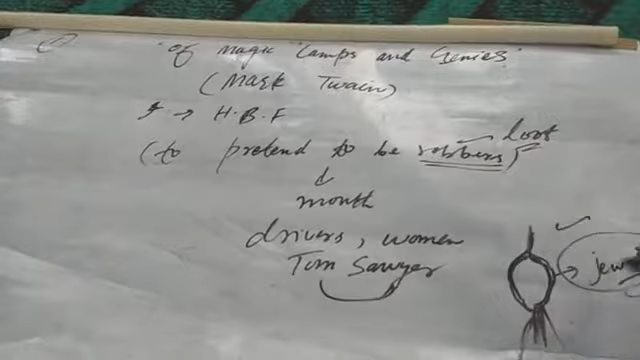 "Of Magic Lamps and Genies"
(Mark Twain)
→ H.B.F
(to pretend to be robbers) loot
↓
month
drivers, women
Tom Sawyer
→ jew